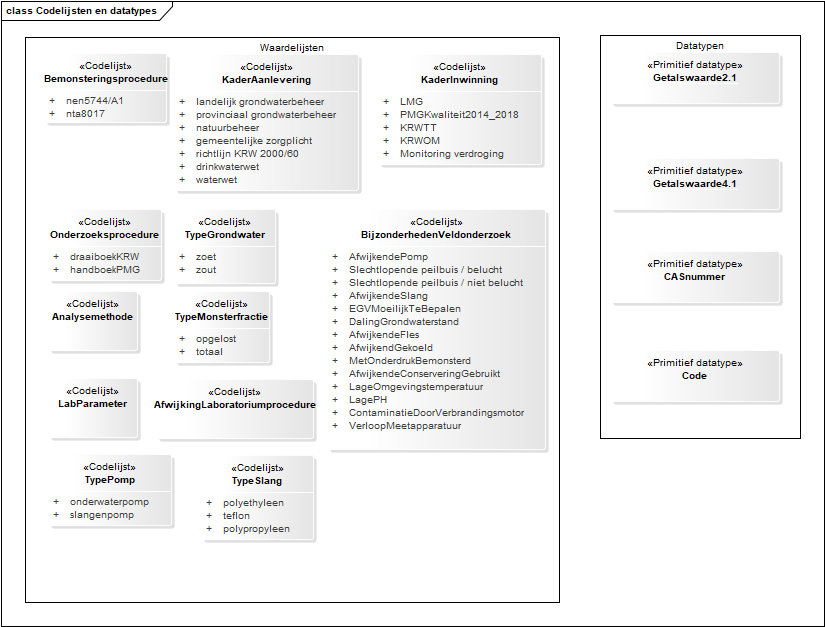 class Codelijsten en datatypes
Waardelijsten
«Codelijst»
Bemonsteringsprocedure
+ nen5744/A1
+ nta8017
«Codelijst»
KaderAanlevering
+ landelijk grondwaterbeheer
+ provinciaal grondwaterbeheer
+ natuurbeheer
+ gemeentelijke zorgplicht
+ richtlijn KRW 2000/60
+ drinkwaterwet
+ waterwet
«Codelijst»
KaderInwinning
+ LMG
+ PMGKwaliteit2014_2018
+ KRWTT
+ KRWOM
+ Monitoring verdroging
«Codelijst»
Onderzoeksprocedure
+ draaiboekKRW
+ handboekPMG
«Codelijst»
TypeGrondwater
+ zoet
+ zout
«Codelijst»
BijzonderhedenVeldonderzoek
+ AfwijkendePomp
+ Slechtlopende peilbuis / belucht
+ Slechtlopende peilbuis / niet belucht
+ AfwijkendeSlang
+ EGVMoeilijkTeBepalen
+ DalingGrondwaterstand
+ AfwijkendeFles
+ AfwijkendGekoeld
+ MetOnderdrukBemonsterd
+ AfwijkendeConserveringGebruikt
+ LageOmgevingstemperatuur
+ LagePH
+ ContaminatieDoorVerbrandingsmotor
+ VerloopMeetapparatuur
«Codelijst»
Analysemethode
«Codelijst»
TypeMonsterfractie
+ opgelost
+ totaal
«Codelijst»
LabParameter
«Codelijst»
AfwijkingLaboratoriumprocedure
«Codelijst»
TypePomp
+ onderwaterpomp
+ slangenpomp
«Codelijst»
TypeSlang
+ polyethyleen
+ teflon
+ polypropyleen
Datatypen
«Primitief datatype»
Getalswaarde2.1
«Primitief datatype»
Getalswaarde4.1
«Primitief datatype»
CASnummer
«Primitief datatype»
Code